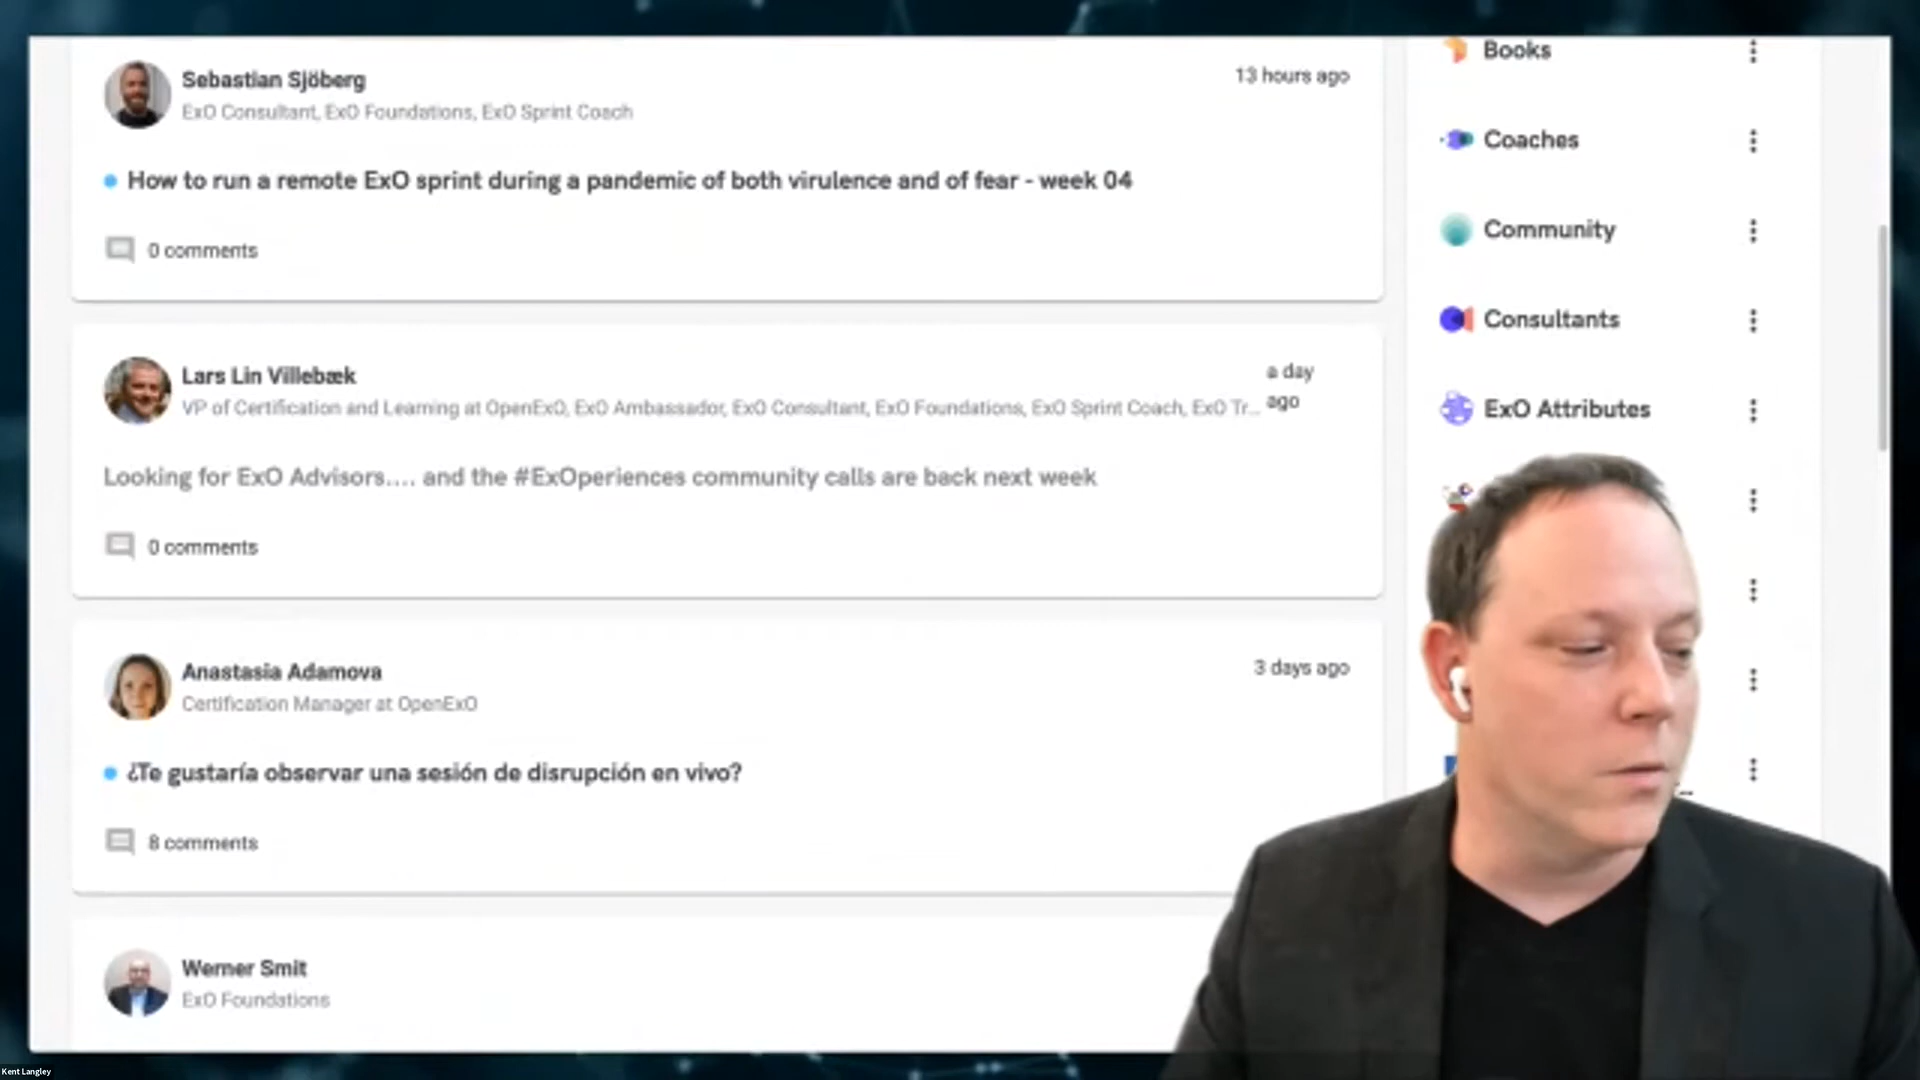 Sebastian Sjöberg
13 hours ago
ExO Consultant, ExO Foundations, ExO Sprint Coach
How to run a remote ExO sprint during a pandemic of both virulence and of fear - week 04
0 comments
Lars Lin Villebæk
a day
ago
VP of Certification and Learning at OpenExO, ExO Ambassador, ExO Consultant, ExO Foundations, ExO Sprint Coach, ExO Tr...
Looking for ExO Advisors.... and the #ExOperiences community calls are back next week
0 comments
Anastasia Adamova
3 days ago
Certification Manager at OpenExO
¿Te gustaría observar una sesión de disrupción en vivo?
8 comments
Werner Smit
ExO Foundations
Books
Coaches
Community
Consultants
ExO Attributes
Kent Langley